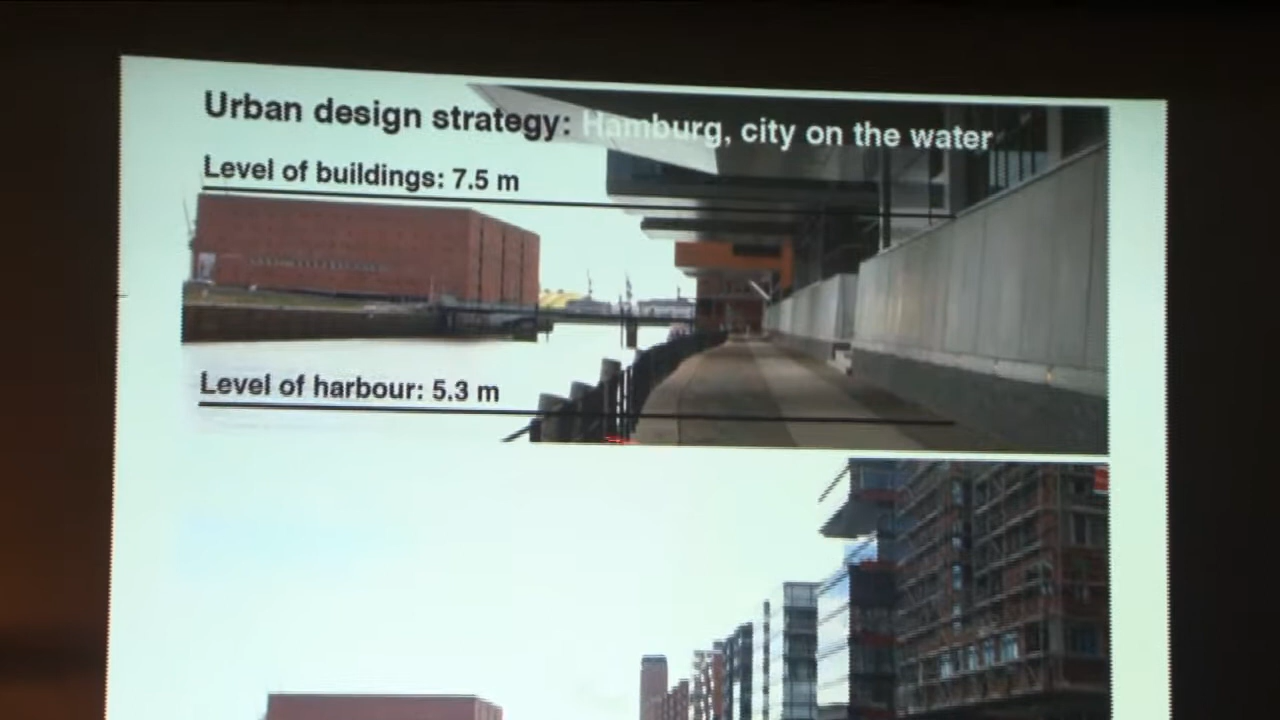 Urban design strategy: Hamburg, city on the water
Level of buildings: 7.5 m
Level of harbour: 5.3 m